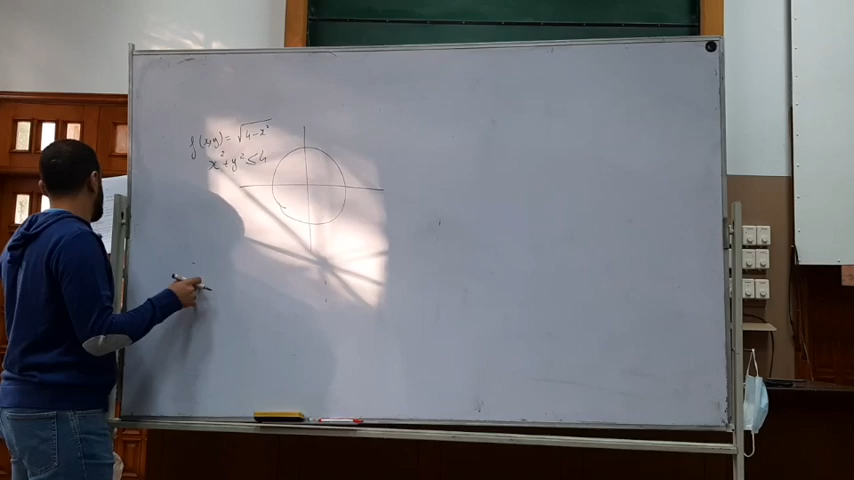 f(x,y) = √4-x²
x² + y² ≤ 4